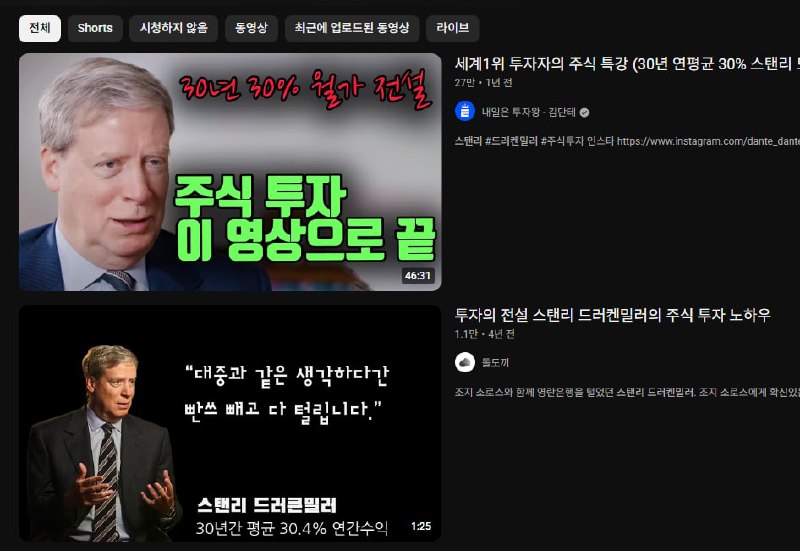 전체
Shorts
시청하지 않음
동영상
최근에 업로드된 동영상
라이브
30년 30% 월가 전설
주식 투자
이 영상으로 끝
46:31
세계1위 투자자의 주식 특강 (30년 연평균 30% 스탠리
27만 • 1년 전
내일은 투자왕 - 김단테
스탠리 #드러켄밀러 #주식투자 인스타 https://www.instagram.com/dante_dante
“대중과 같은 생각하다간
빤쓰 빼고 다 털립니다.”
스탠리 드러큰밀러
30년간 평균 30.4% 연간수익
1:25
투자의 전설 스탠리 드러켄밀러의 주식 투자 노하우
1.1만 • 4년 전
돌도끼
조지 소로스와 함께 영란은행을 털었던 스탠리 드러켄밀러. 조지 소로스에게 확신있는